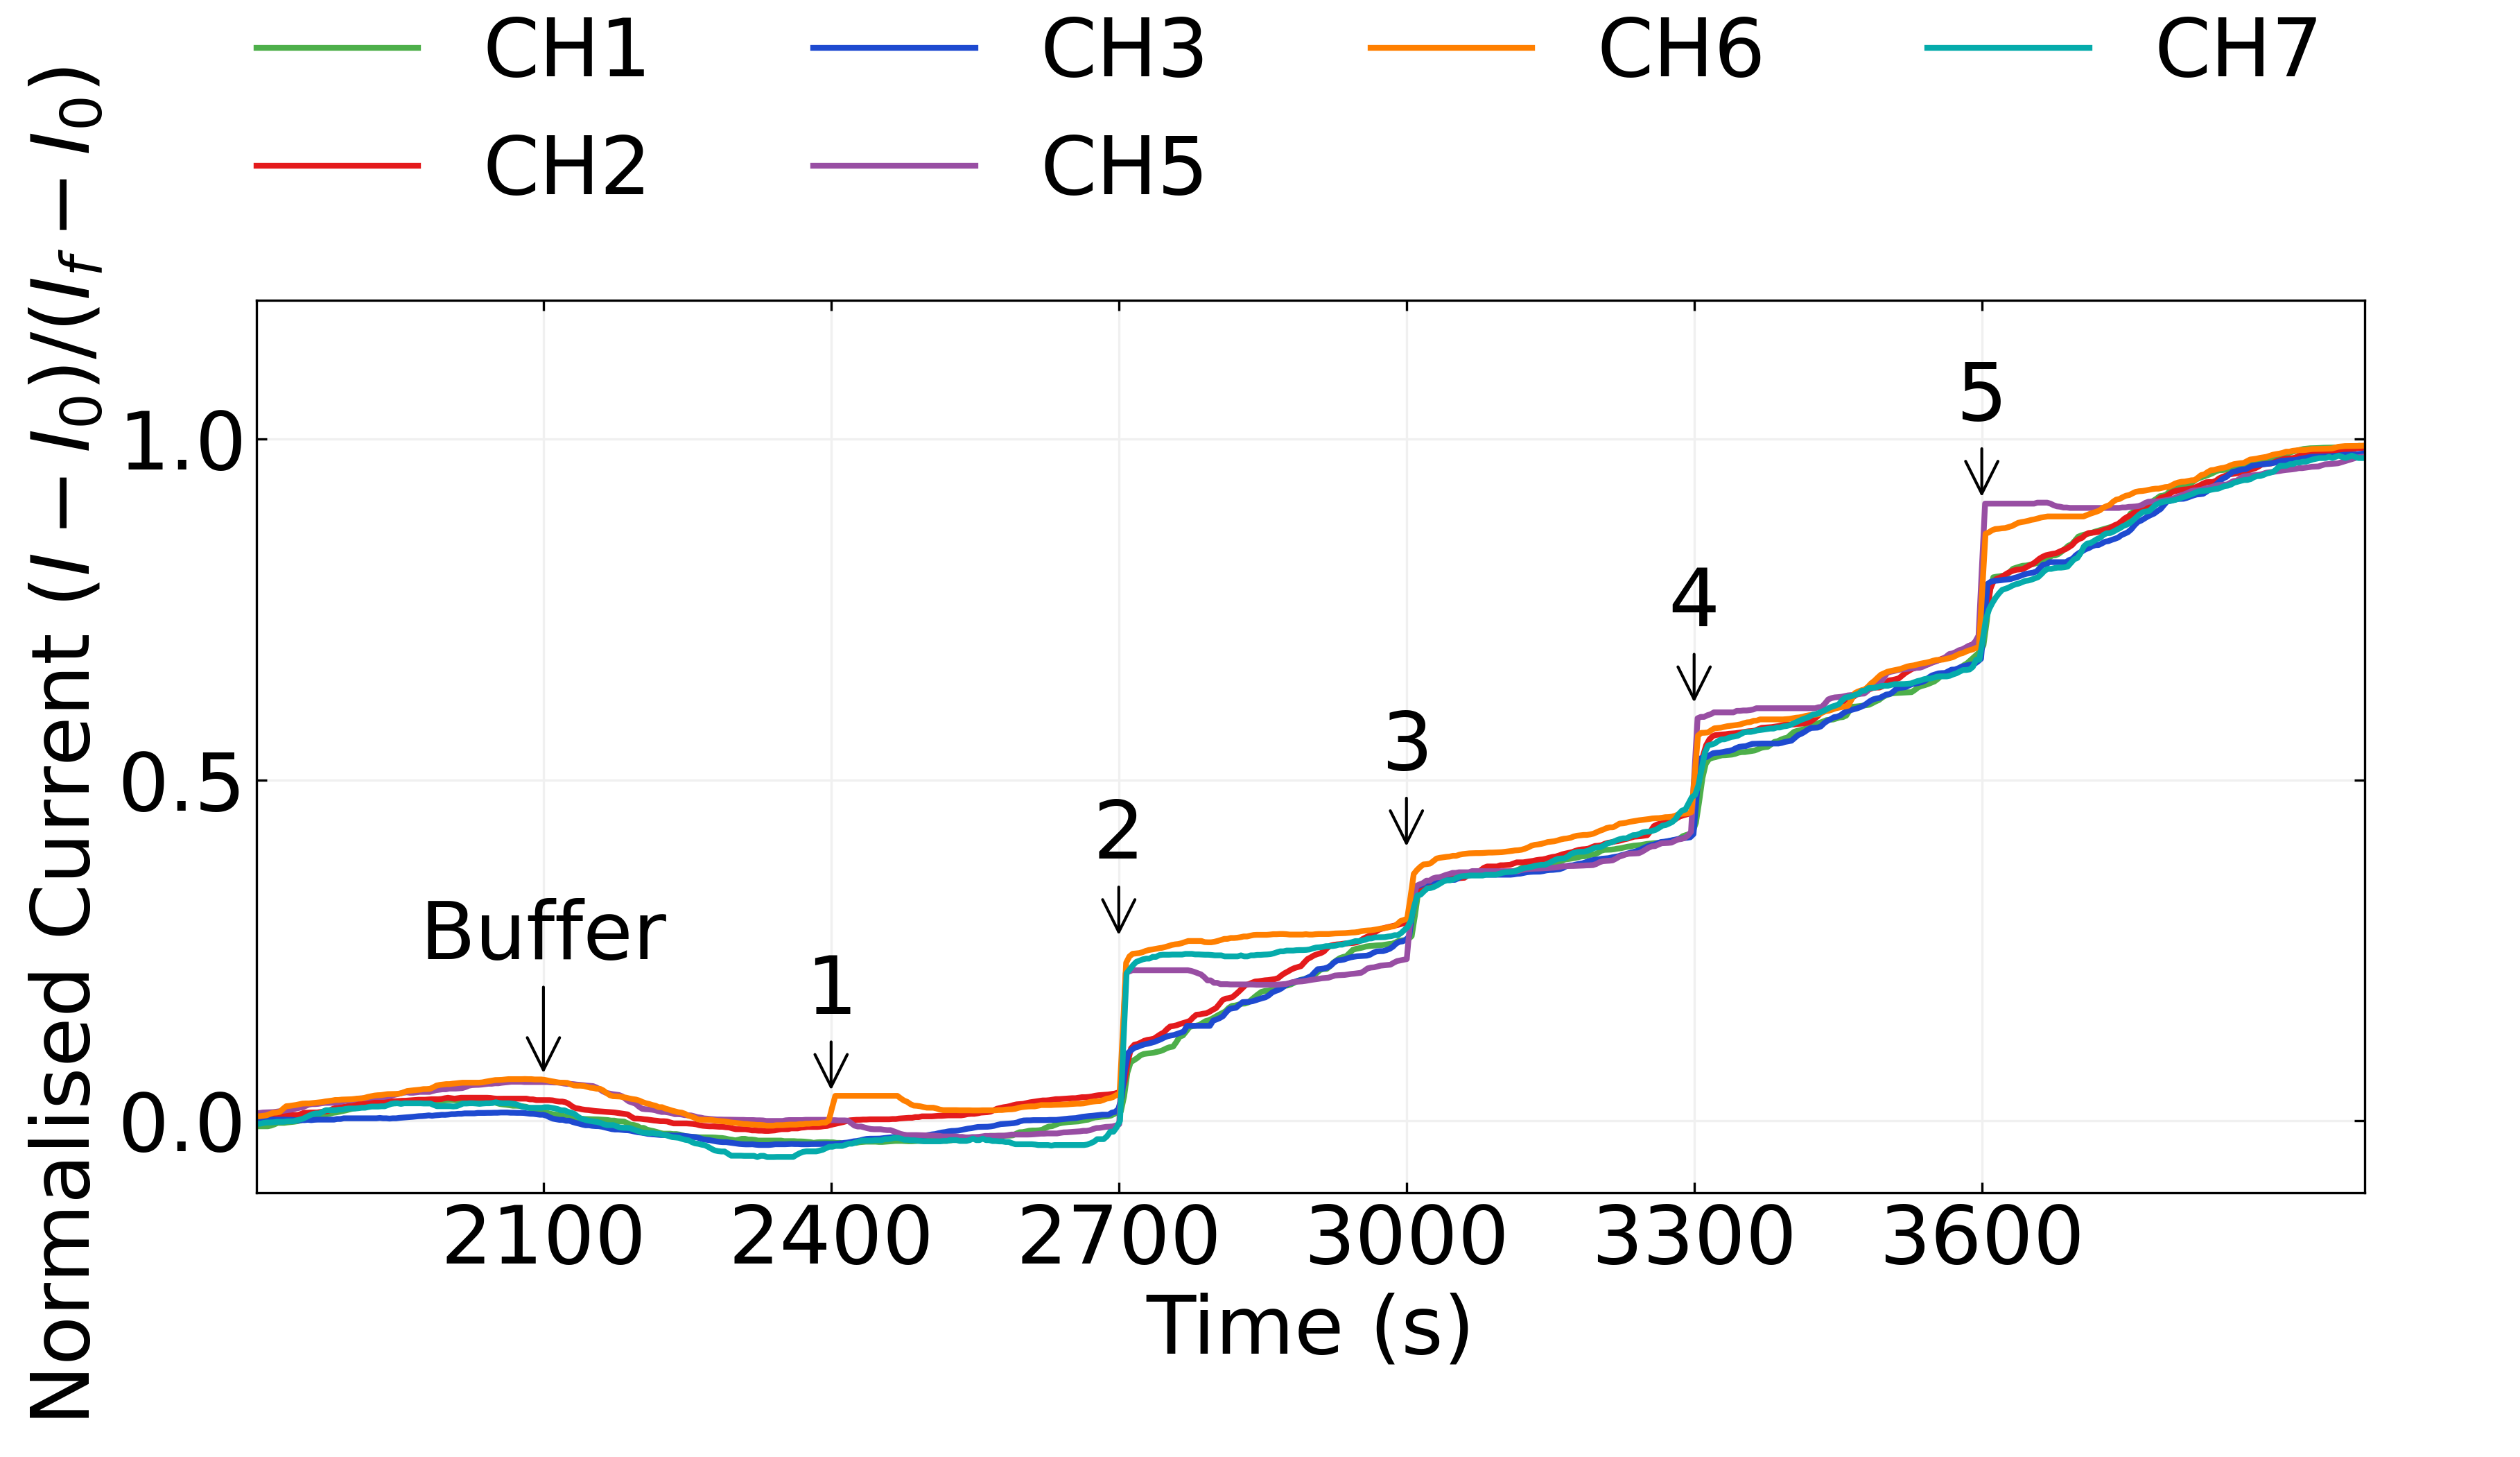 CH1 CH3 CH6 CH7
CH2 CH5
Normalised Current (I − I₀)/(I_f − I₀)
1.0
0.5
0.0
Buffer
1
2
3
4
5
2100 2400 2700 3000 3300 3600
Time (s)